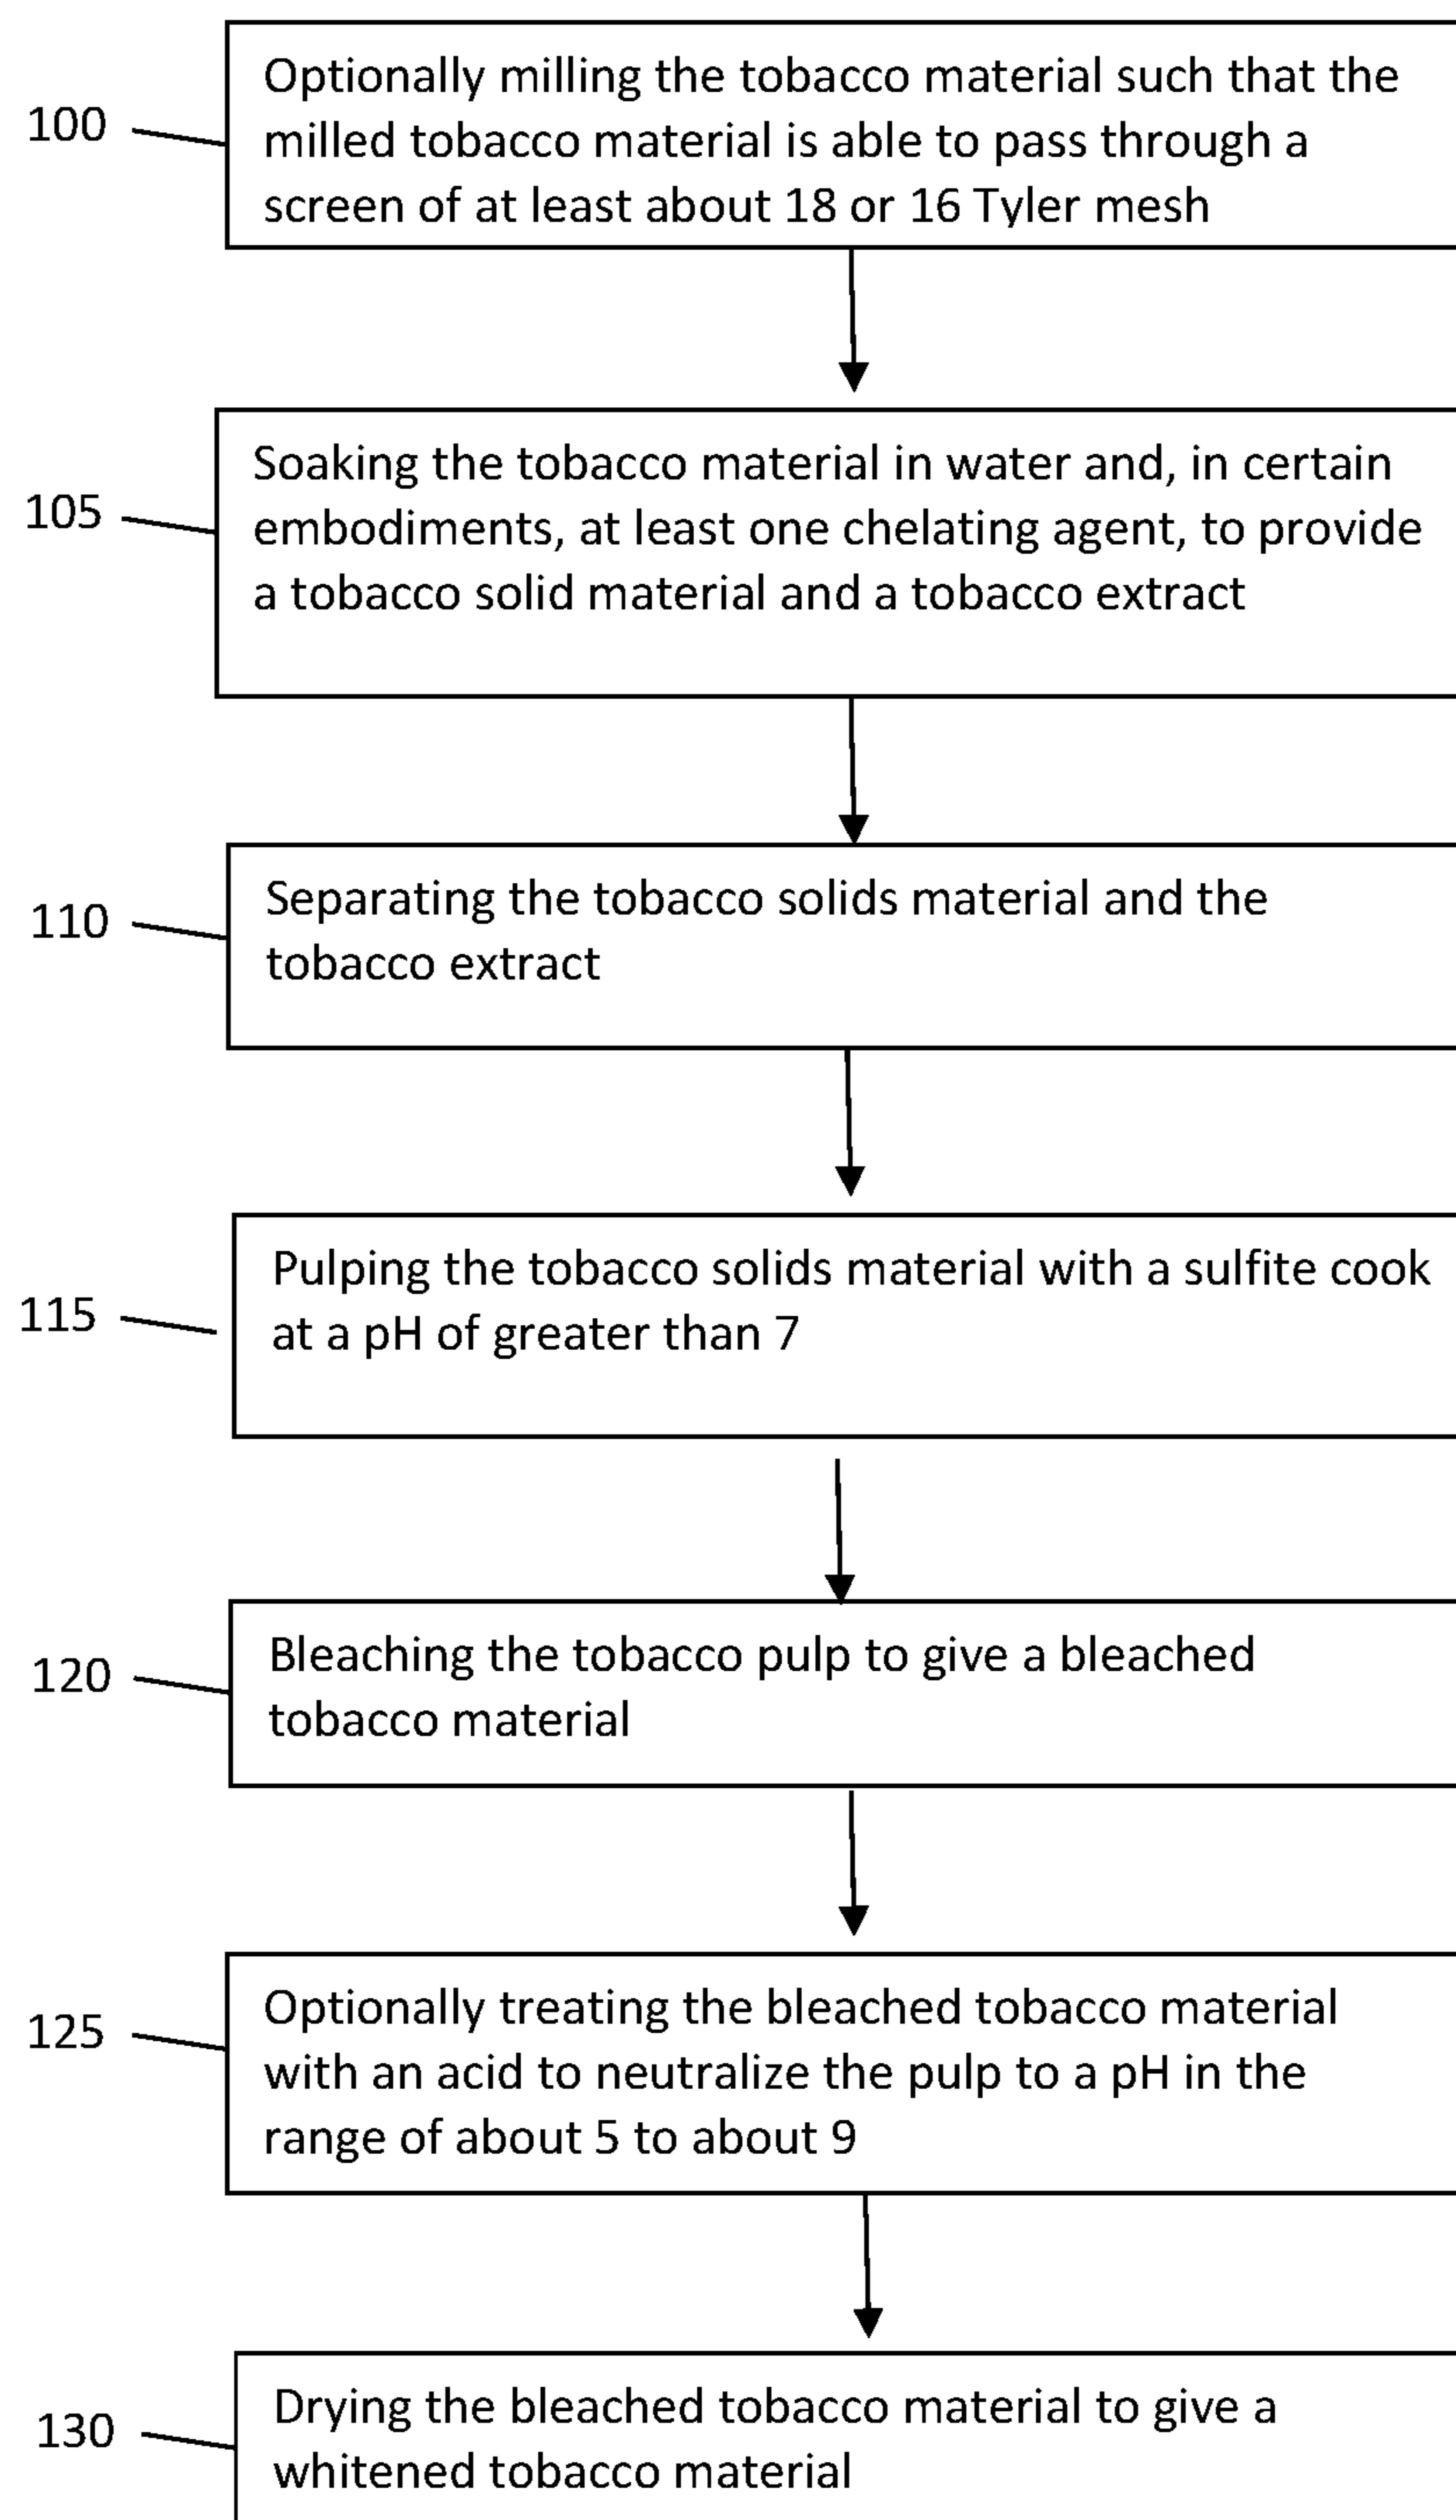 100
Optionally milling the tobacco material such that the
milled tobacco material is able to pass through a
screen of at least about 18 or 16 Tyler mesh
105
Soaking the tobacco material in water and, in certain
embodiments, at least one chelating agent, to provide
a tobacco solid material and a tobacco extract
110
Separating the tobacco solids material and the
tobacco extract
115
Pulping the tobacco solids material with a sulfite cook
at a pH of greater than 7
120
Bleaching the tobacco pulp to give a bleached
tobacco material
125
Optionally treating the bleached tobacco material
with an acid to neutralize the pulp to a pH in the
range of about 5 to about 9
130
Drying the bleached tobacco material to give a
whitened tobacco material